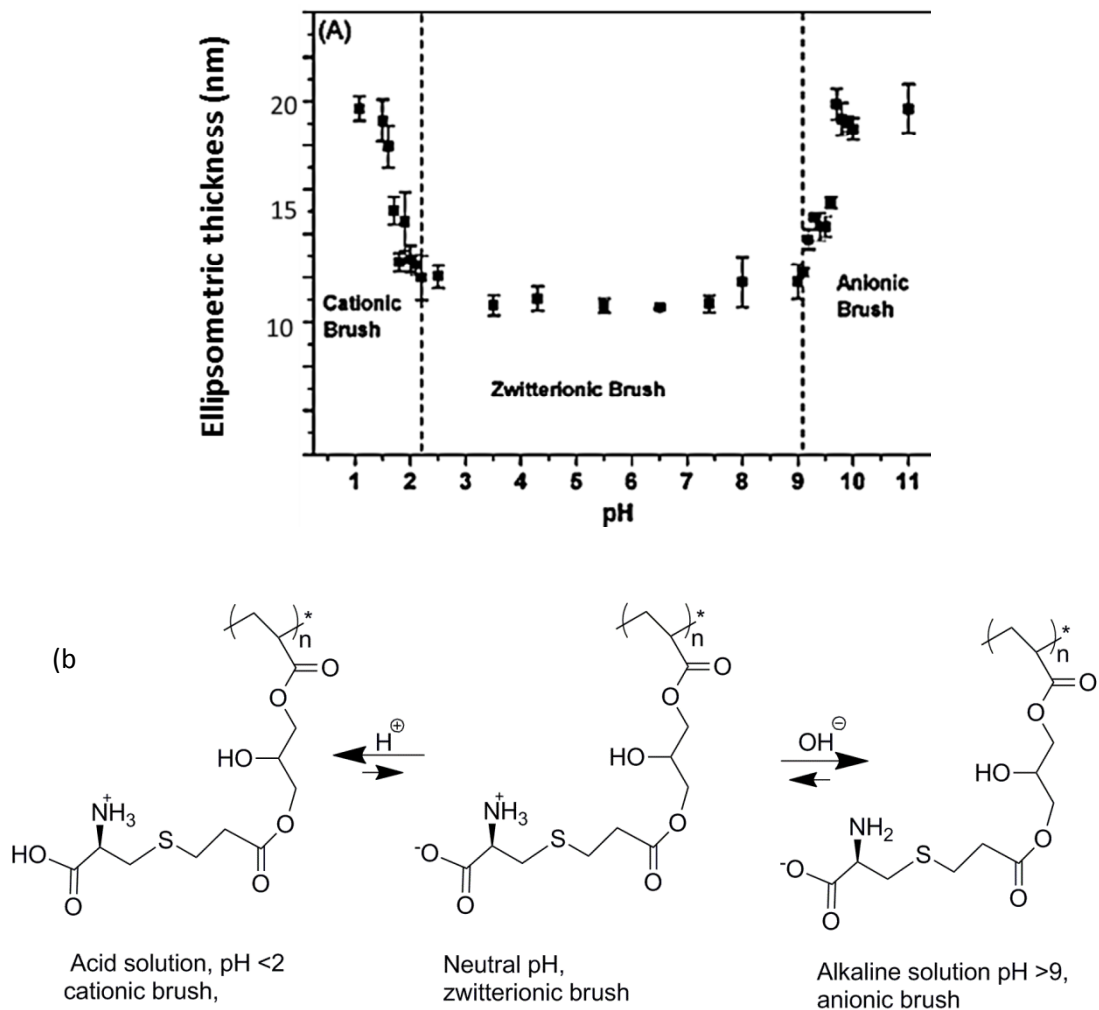 (A)
Ellipsometric thickness (nm)
20
15
10
Cationic
Brush
Zwitterionic Brush
Anionic
Brush
1 2 3 4 5 6 7 8 9 10 11
pH
(b
( ) *
n
O
O
HO
O
O
+
NH3
S
HO
O
H⊕
( ) *
n
O
O
HO
O
O
+
NH3
S
-O
O
OH⊖
( ) *
n
O
O
HO
O
O
NH2
S
-O
O
Acid solution, pH <2
cationic brush,
Neutral pH,
zwitterionic brush
Alkaline solution pH >9,
anionic brush